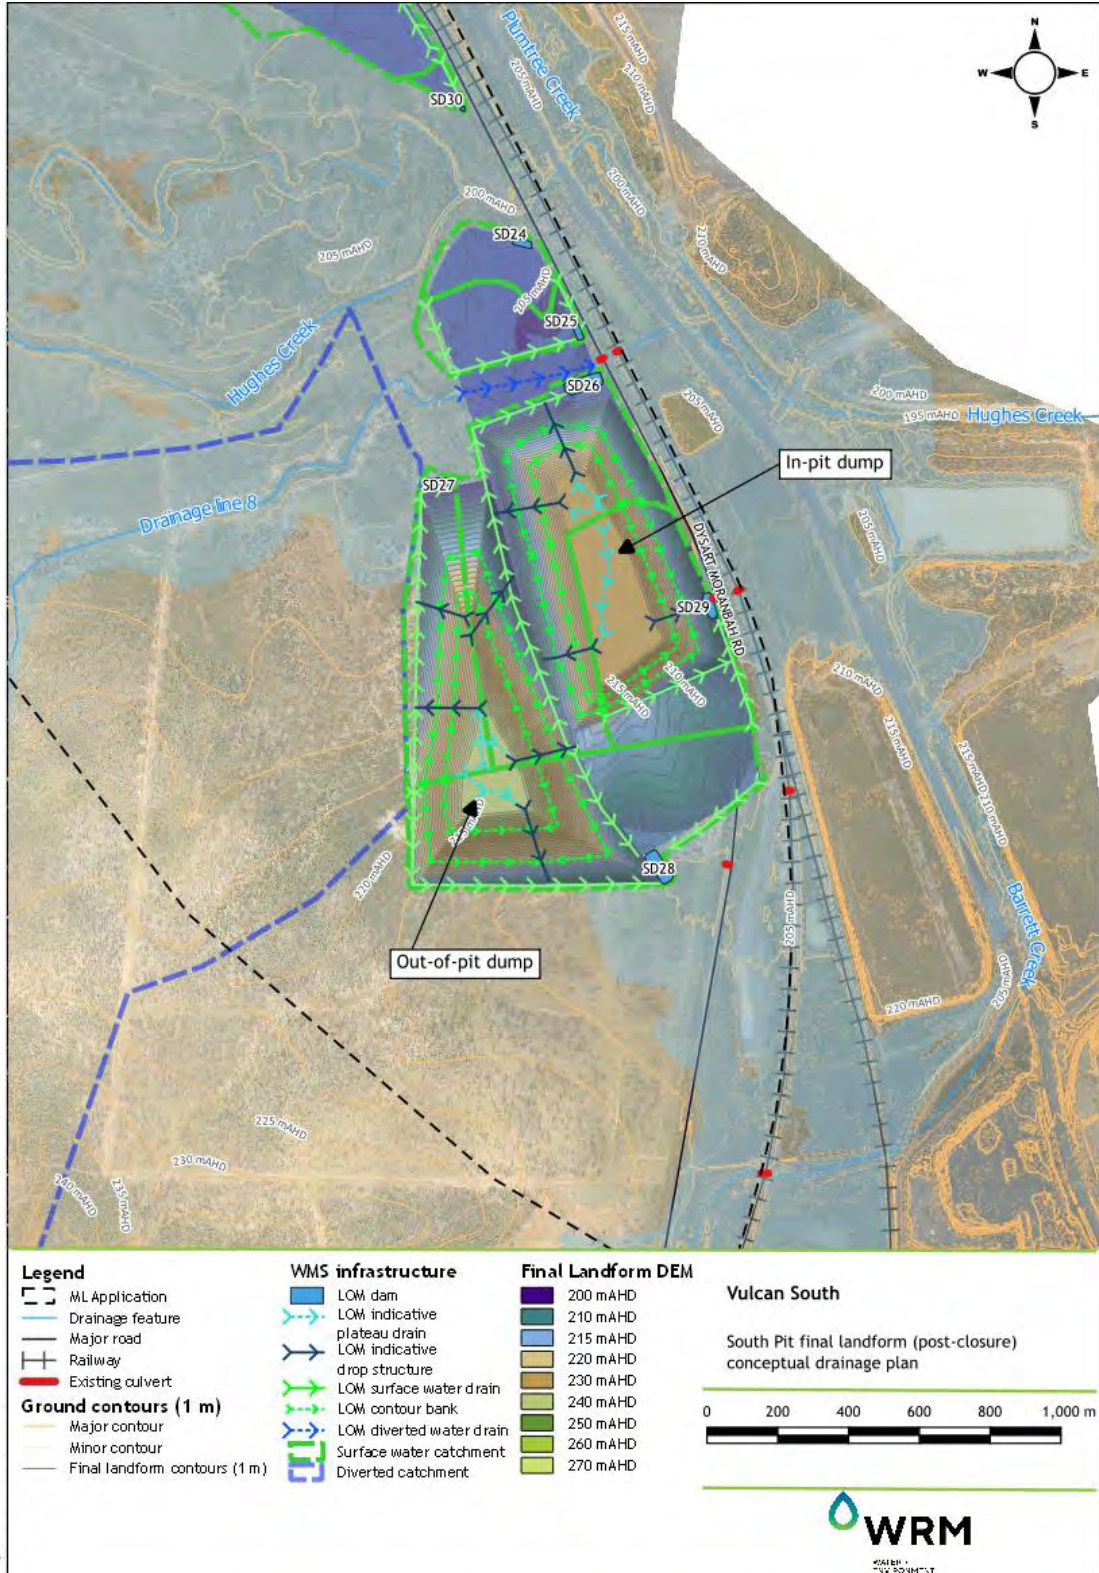 N
W
E
S
215 mAHD
210 mAHD
Plumtree Creek
205 mAHD
SD30
200 mAHD
200 mAHD
SD24
210 mAHD
205 mAHD
205 mAHD
SD25
Hughes Creek
SD26
200 mAHD
195 mAHD
Hughes Creek
205 mAHD
In-pit dump
SD27
Drainage line 8
205 mAHD
DYSART MORANBAH RD
SD29
210 mAHD
215 mAHD
210 mAHD
215 mAHD
215 mAHD
210 mAHD
SD28
220 mAHD
205 mAHD
Barrett Creek
Out-of-pit dump
205 mAHD
220 mAHD
225 mAHD
230 mAHD
240 mAHD
235 mAHD
Legend
ML Application
Drainage feature
Major road
Railway
Existing culvert
Ground contours (1 m)
Major contour
Minor contour
Final landform contours (1 m)
WMS infrastructure
LOM dam
LOM indicative
plateau drain
LOM indicative
drop structure
LOM surface water drain
LOM contour bank
LOM diverted water drain
Surface water catchment
Diverted catchment
Final Landform DEM
200 mAHD
210 mAHD
215 mAHD
220 mAHD
230 mAHD
240 mAHD
250 mAHD
260 mAHD
270 mAHD
Vulcan South
South Pit final landform (post-closure)
conceptual drainage plan
0 200 400 600 800 1,000 m
WRM
WATER +
ENVIRONMENT